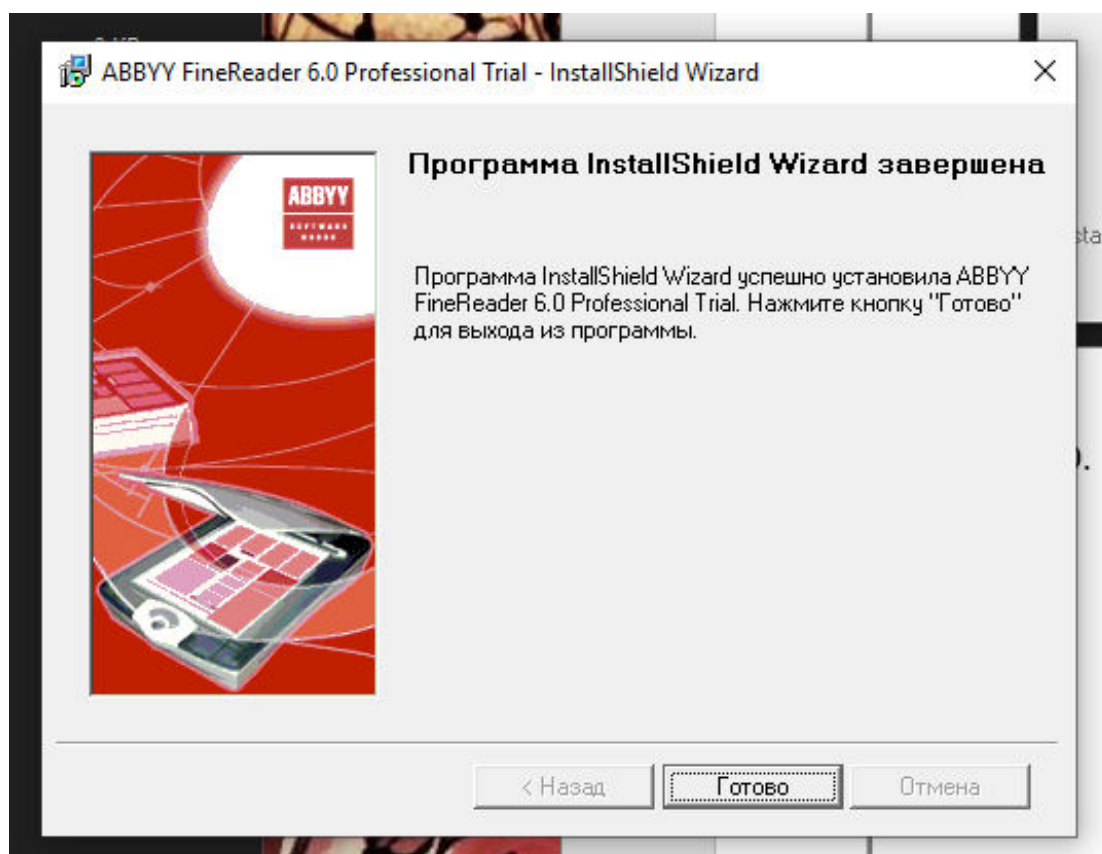 ABBYY FineReader 6.0 Professional Trial - InstallShield Wizard
ABBYY
Программа InstallShield Wizard завершена
Программа InstallShield Wizard успешно установила ABBYY
FineReader 6.0 Professional Trial. Нажмите кнопку "Готово"
для выхода из программы.
< Назад
Готово
Отмена